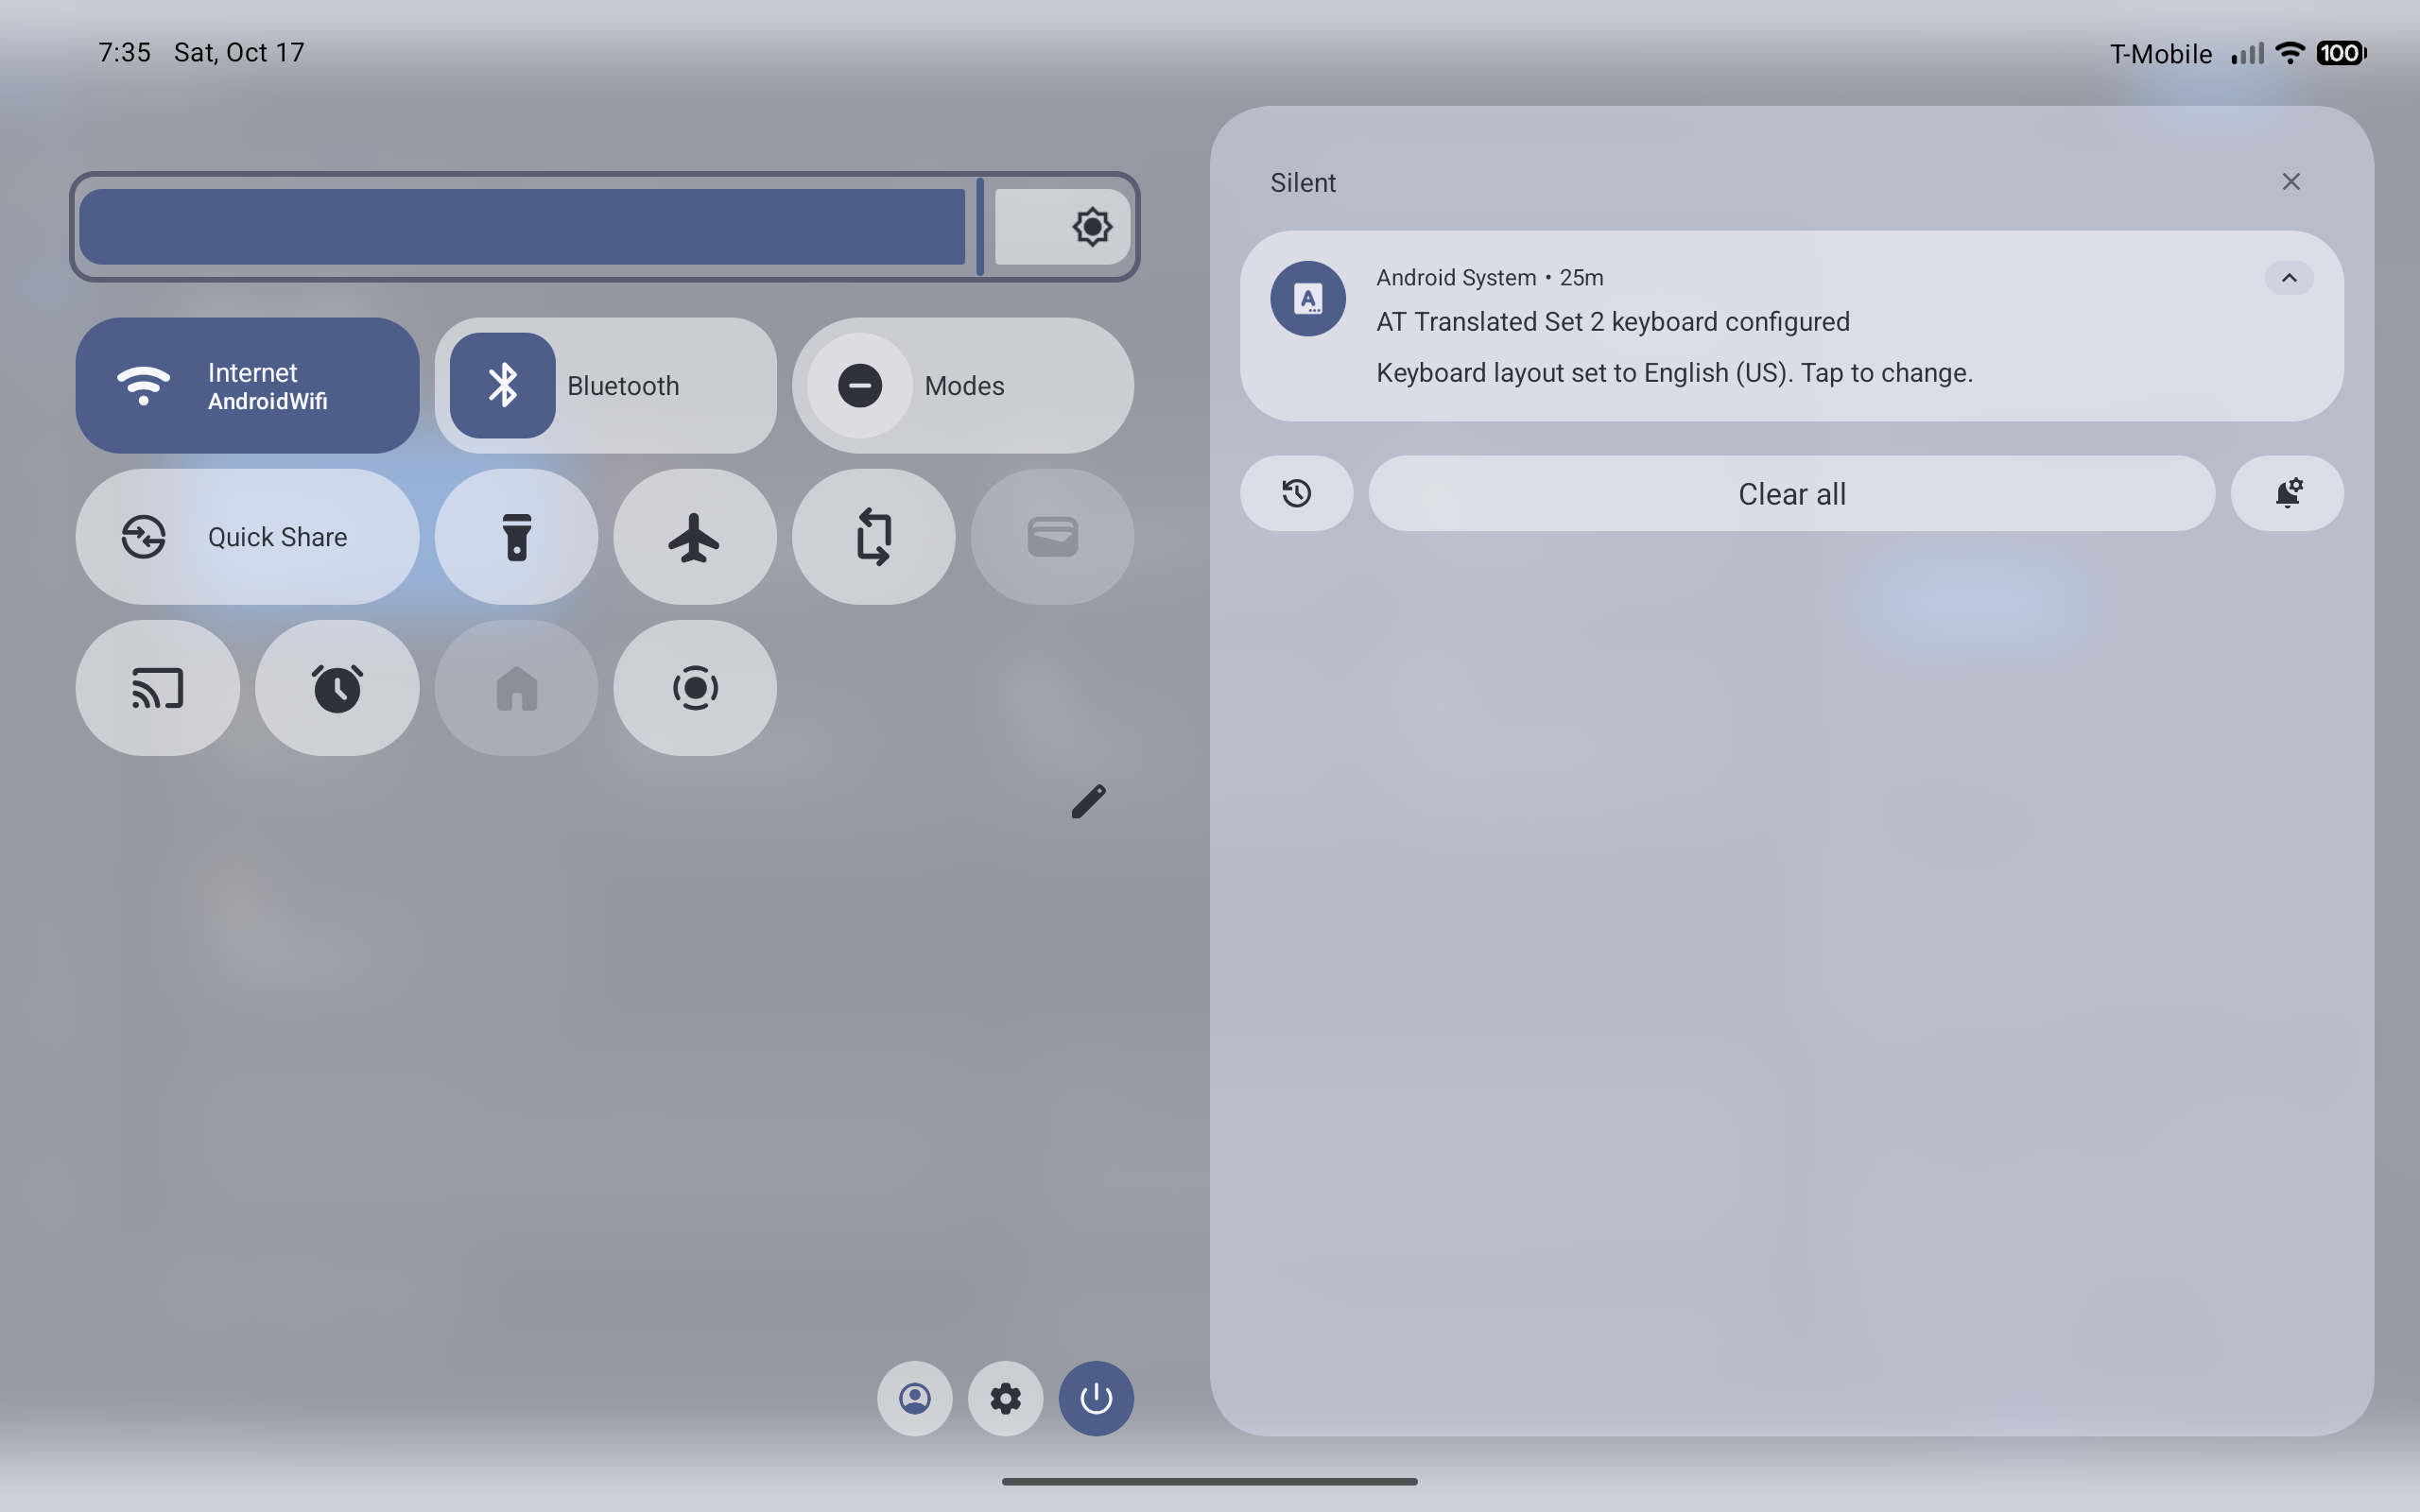 7:35 Sat, Oct 17
T-Mobile 100
Internet
AndroidWifi
Bluetooth
Modes
Quick Share
Silent
Android System • 25m
AT Translated Set 2 keyboard configured
Keyboard layout set to English (US). Tap to change.
Clear all